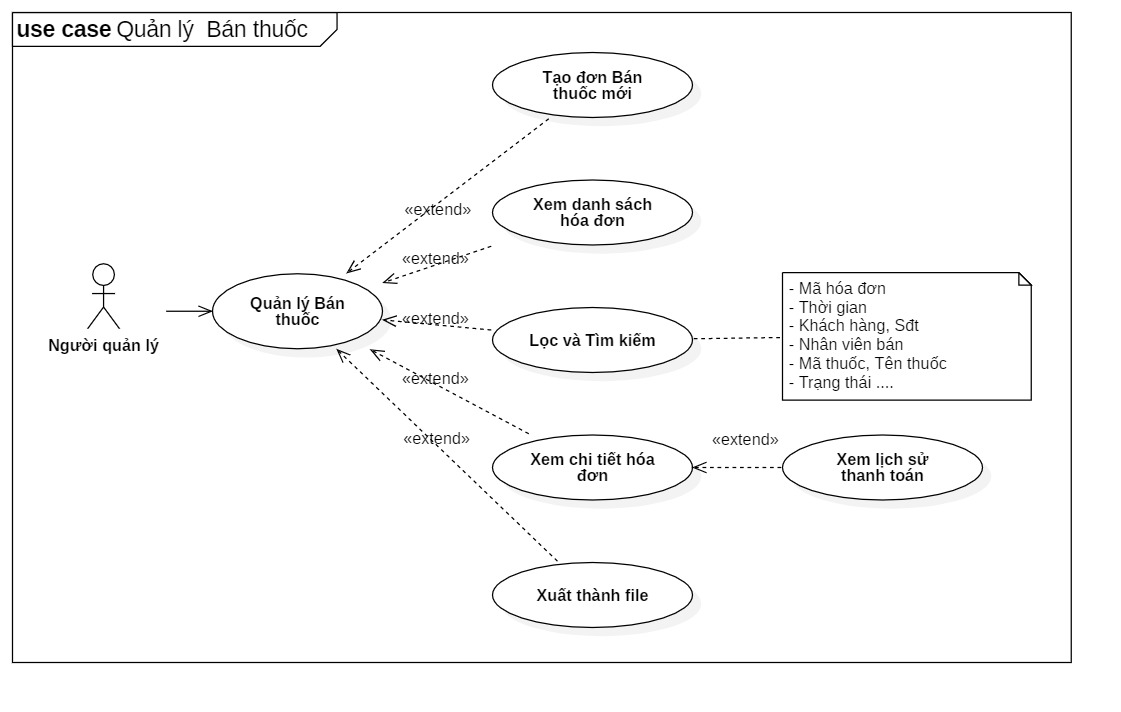 use case Quản lý  Bán thuốc
Tạo đơn Bán
thuốc mới
«extend»
Xem danh sách
hóa đơn
«extend»
Người quản lý
Quản lý Bán
thuốc
«extend»
Lọc và Tìm kiếm
- Mã hóa đơn
- Thời gian
- Khách hàng, Sđt
- Nhân viên bán
- Mã thuốc, Tên thuốc
- Trạng thái ....
«extend»
«extend»
Xem chi tiết hóa
đơn
«extend»
Xem lịch sử
thanh toán
Xuất thành file